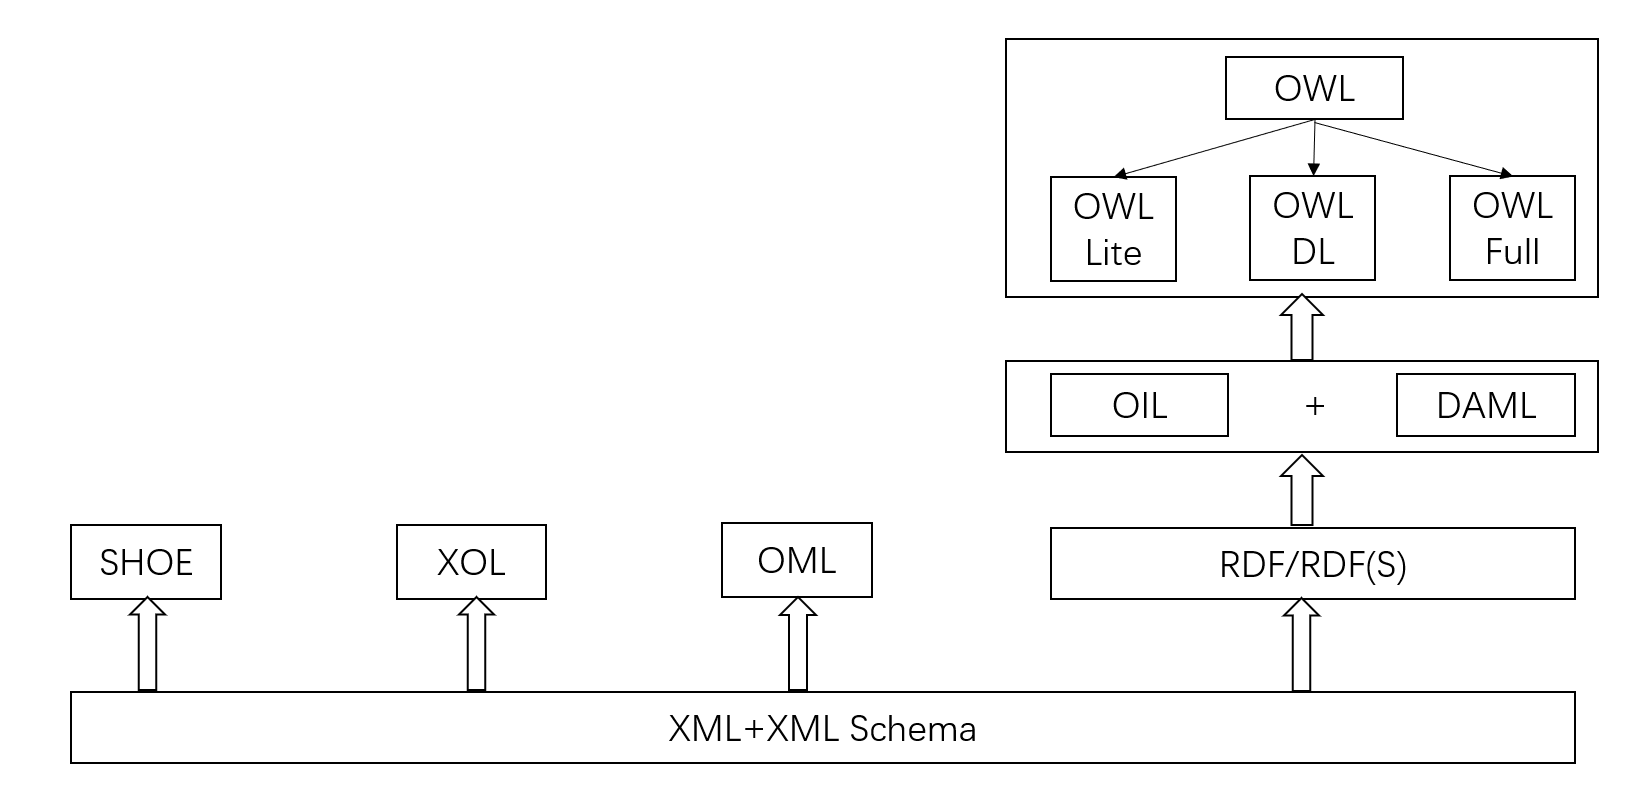 OWL
OWL
Lite
OWL
DL
OWL
Full
OIL
+
DAML
SHOE
XOL
OML
RDF/RDF(S)
XML+XML Schema